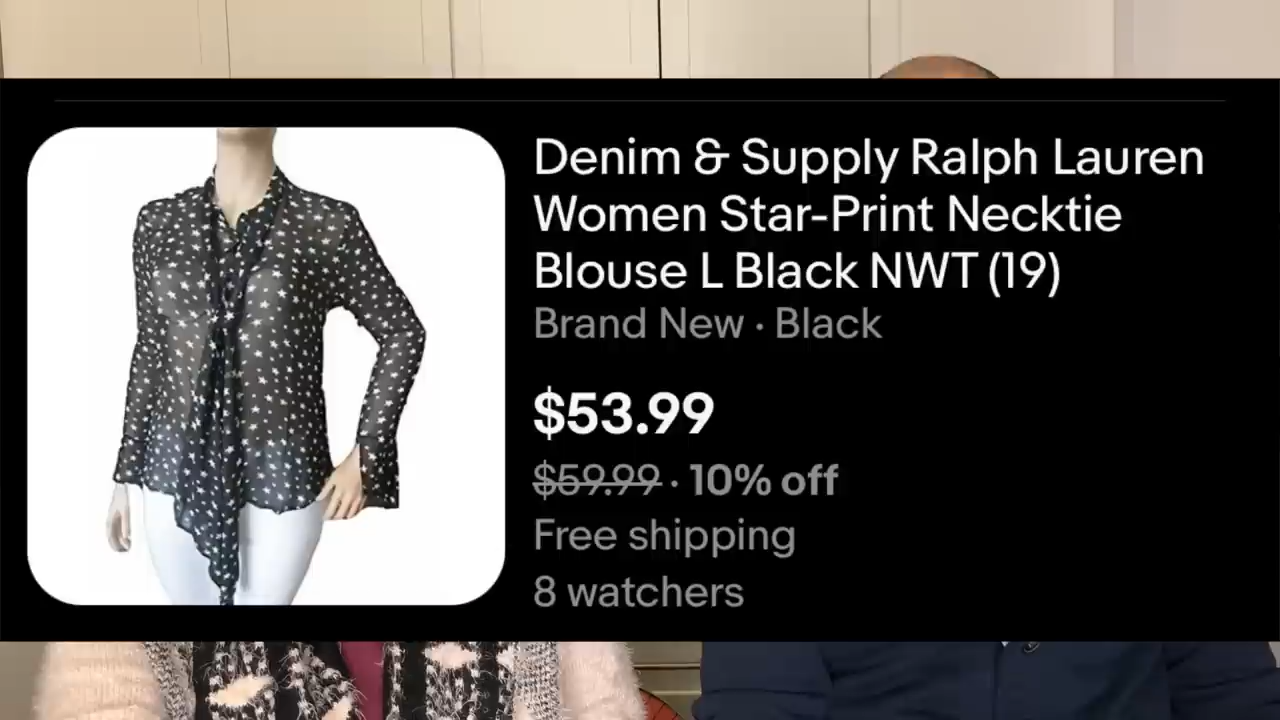 Denim & Supply Ralph Lauren
Women Star-Print Necktie
Blouse L Black NWT (19)
Brand New · Black
$53.99
$59.99 · 10% off
Free shipping
8 watchers